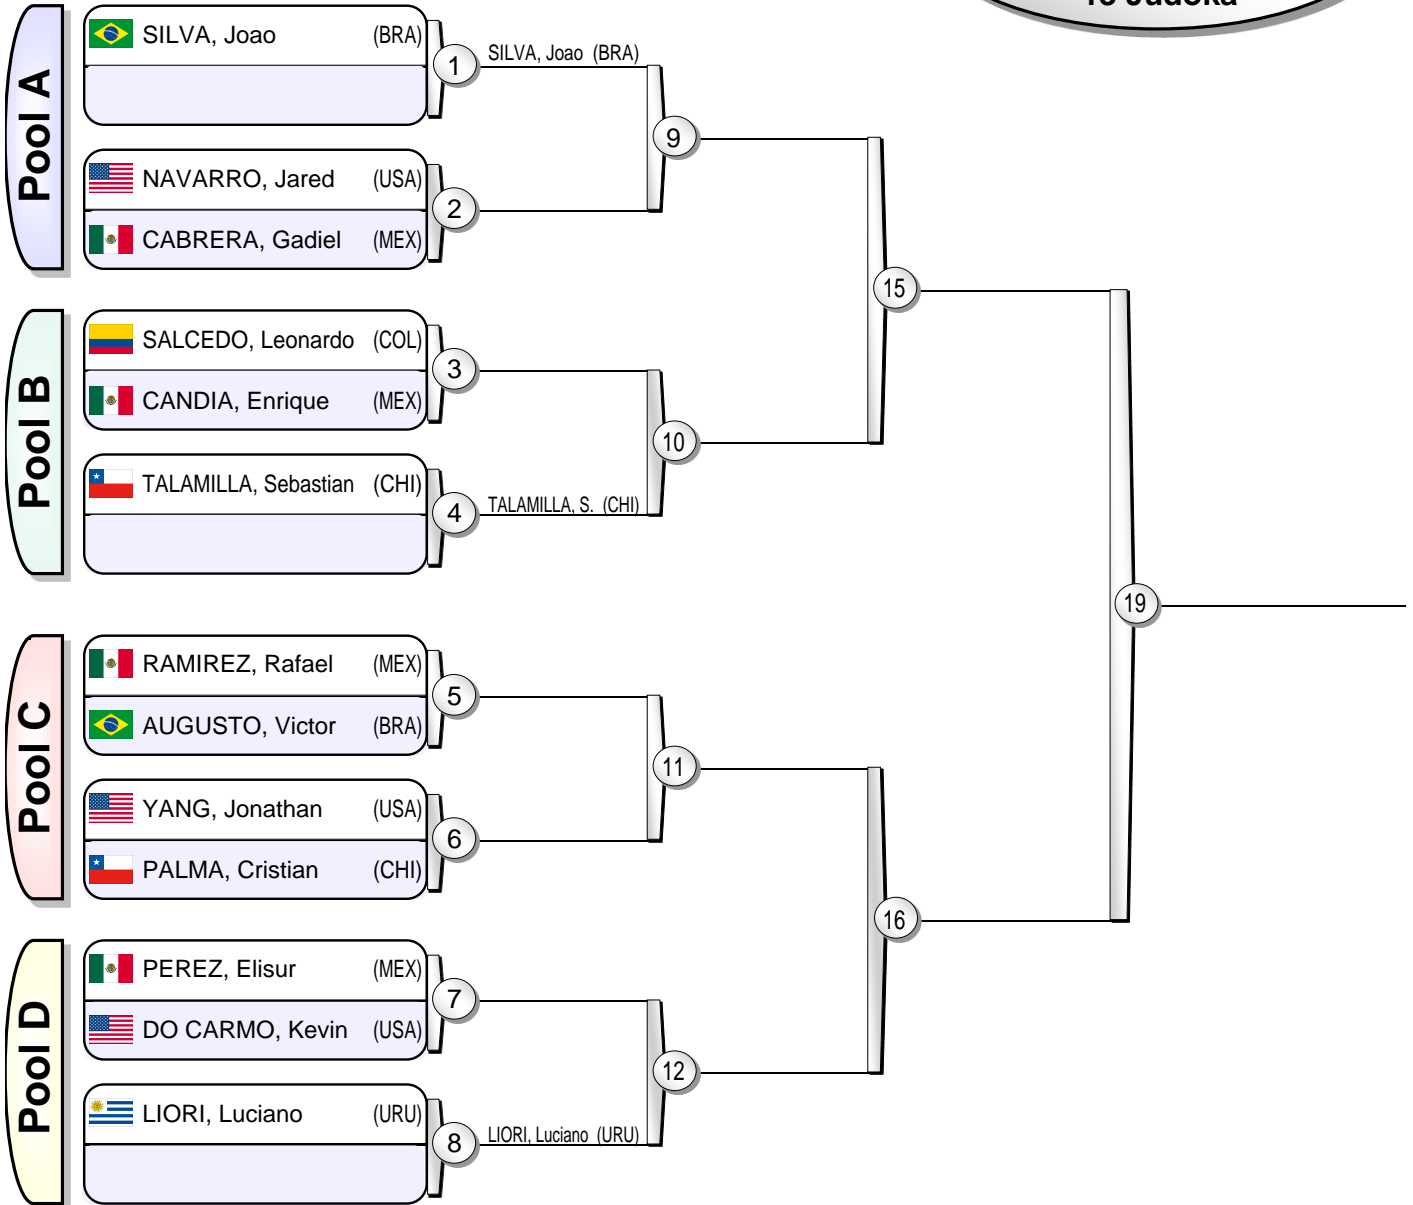 Judoka
Pool A
SILVA, Joao (BRA)
1
SILVA, Joao (BRA)
9
NAVARRO, Jared (USA)
2
CABRERA, Gadiel (MEX)
15
Pool B
SALCEDO, Leonardo (COL)
3
CANDIA, Enrique (MEX)
10
TALAMILLA, Sebastian (CHI)
4
TALAMILLA, S. (CHI)
19
Pool C
RAMIREZ, Rafael (MEX)
5
AUGUSTO, Victor (BRA)
11
YANG, Jonathan (USA)
6
PALMA, Cristian (CHI)
16
Pool D
PEREZ, Elisur (MEX)
7
DO CARMO, Kevin (USA)
12
LIORI, Luciano (URU)
8
LIORI, Luciano (URU)